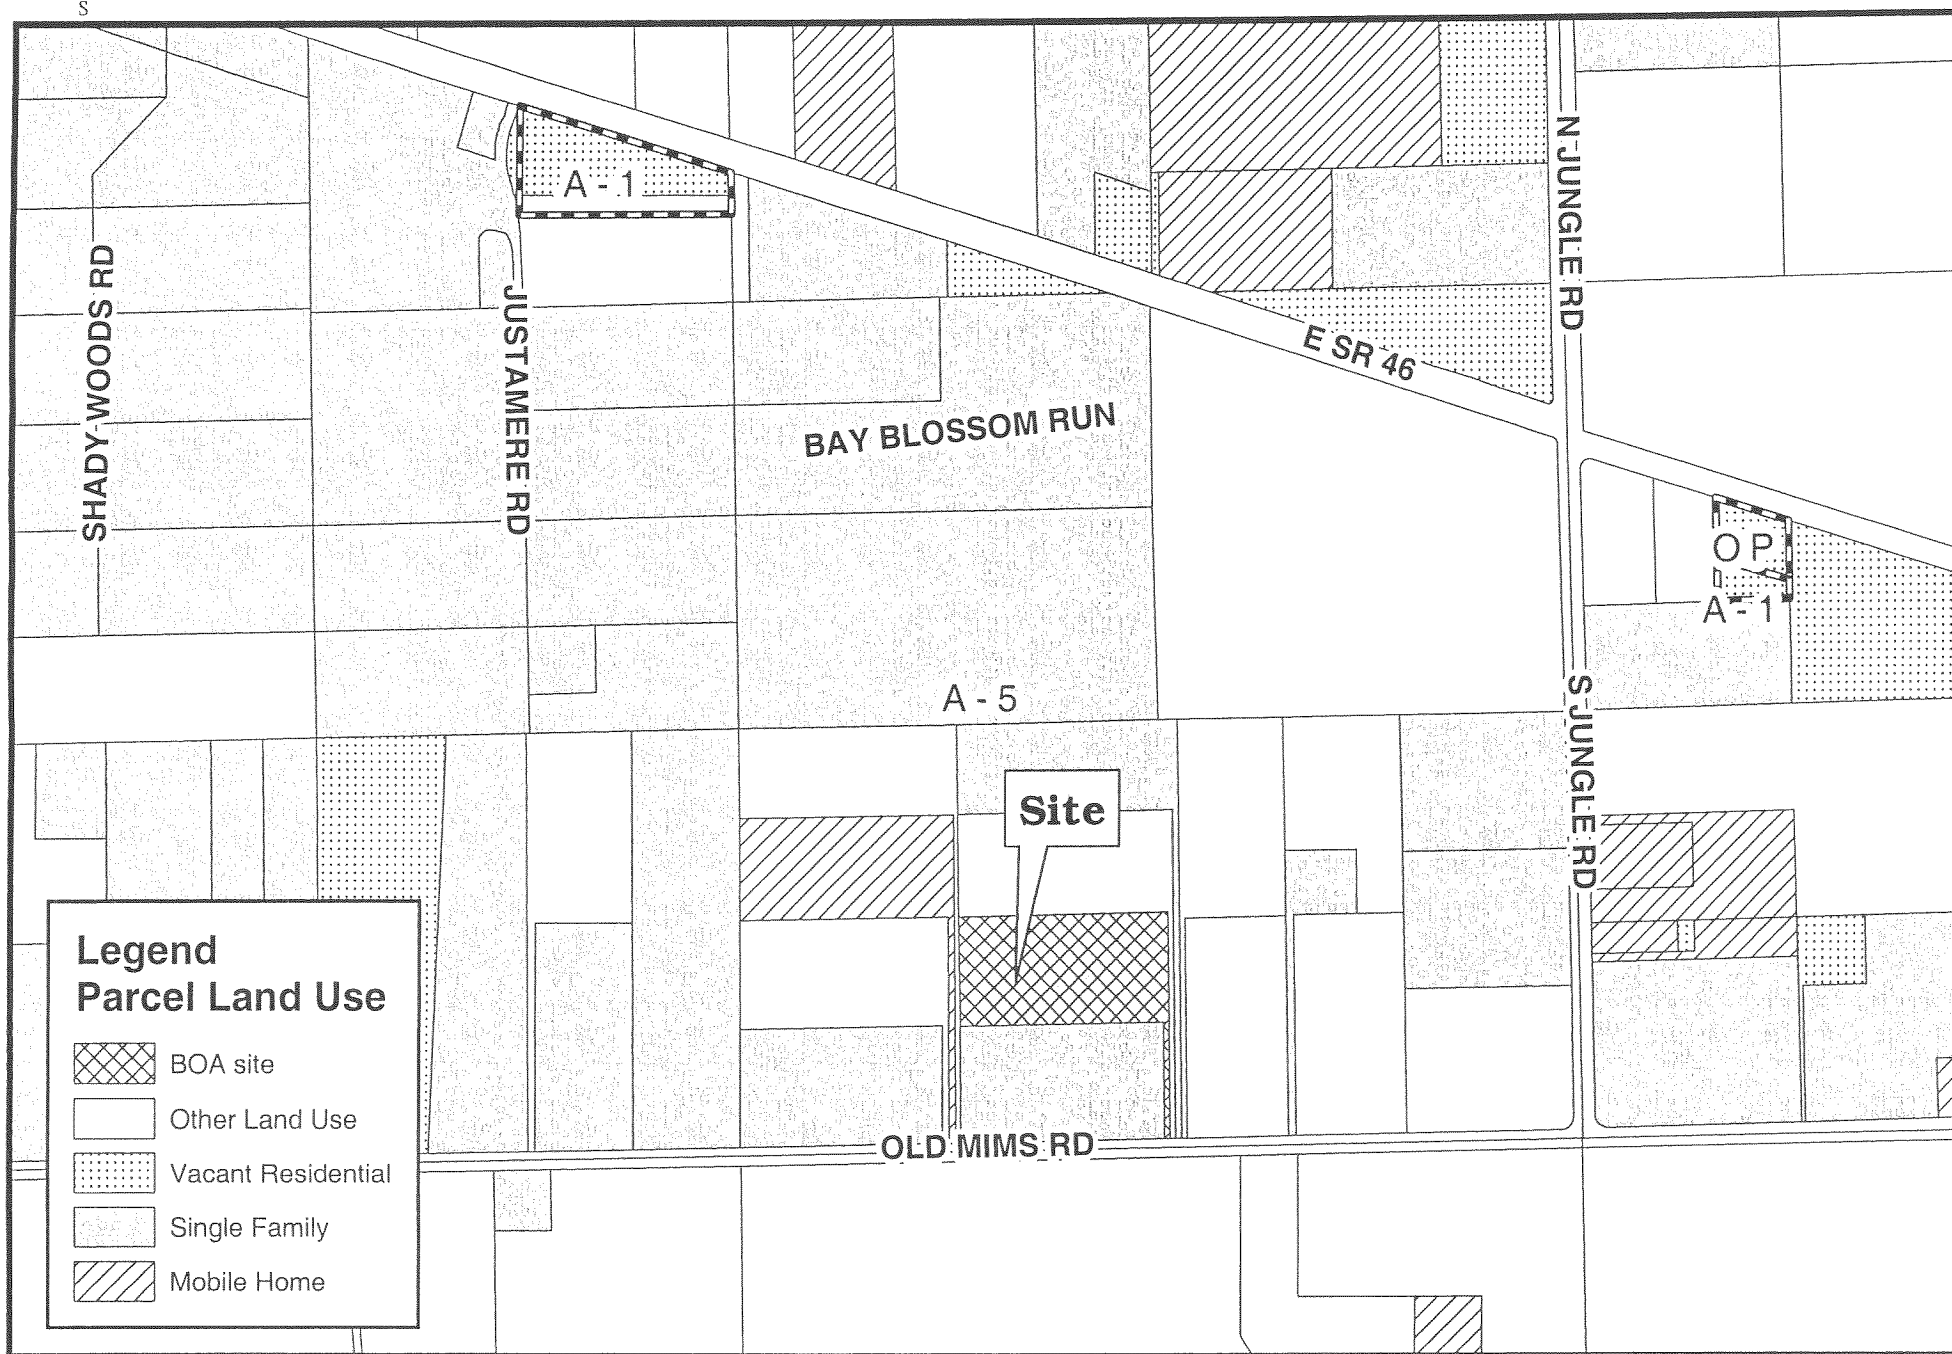 S
A - 1
SHADY WOODS RD
JUSTAMERE RD
N JUNGLE RD
E SR 46
BAY BLOSSOM RUN
O P
A - 1
A - 5
S JUNGLE RD
Site
Legend
Parcel Land Use
BOA site
Other Land Use
Vacant Residential
Single Family
Mobile Home
OLD MIMS RD